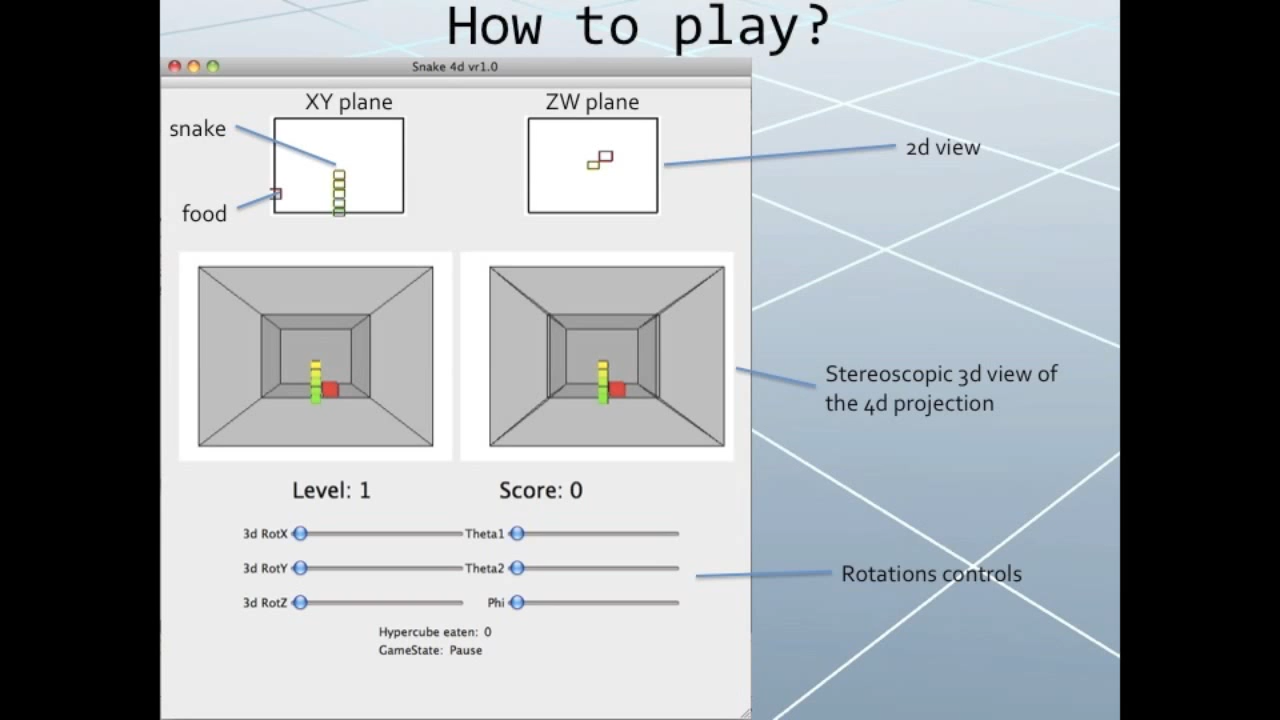 How to play?
Snake 4d vr1.0
XY plane
ZW plane
snake
2d view
food
Stereoscopic 3d view of
the 4d projection
Level: 1
Score: 0
3d RotX
Theta1
3d RotY
Theta2
Rotations controls
3d RotZ
Phi
Hypercube eaten: 0
GameState: Pause